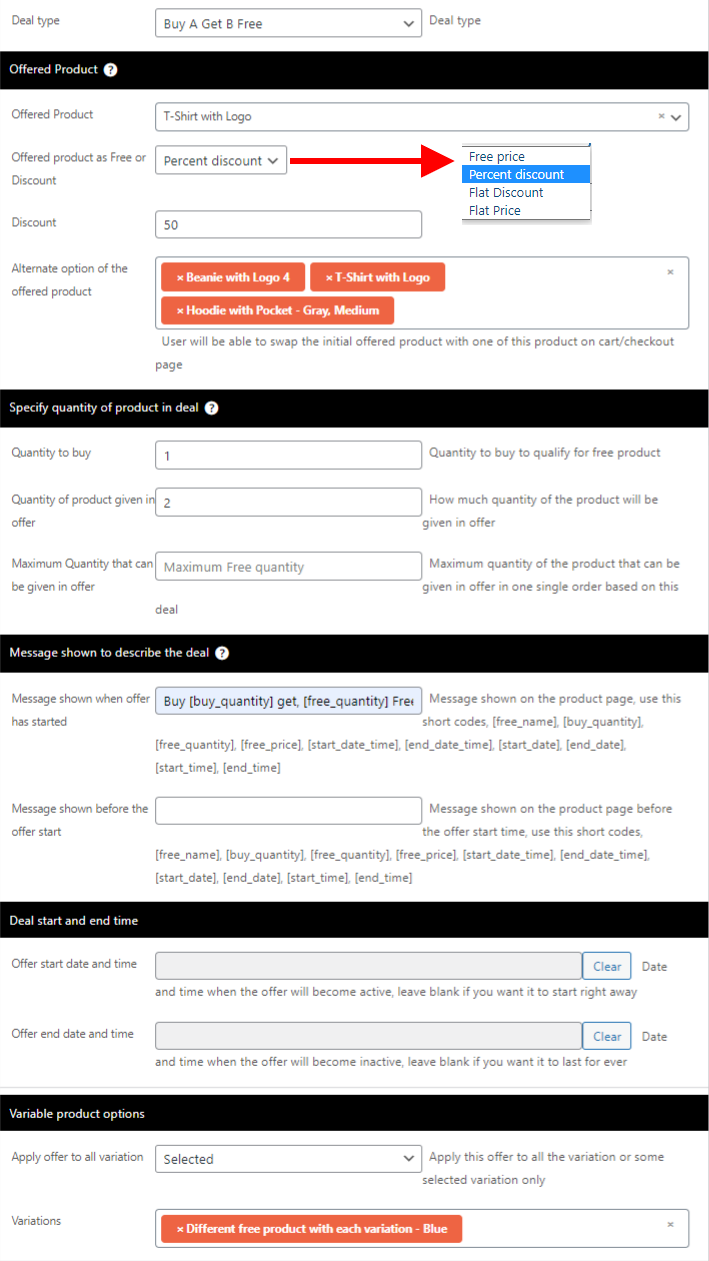 Deal type
Buy A Get B Free
Deal type
Offered Product ?
Offered Product
T-Shirt with Logo
×
Offered product as Free or
Discount
Percent discount
Free price
Percent discount
Flat Discount
Flat Price
Discount
50
Alternate option of the
offered product
× Beanie with Logo 4
× T-Shirt with Logo
× Hoodie with Pocket - Gray, Medium
×
User will be able to swap the initial offered product with one of this product on cart/checkout
page
Specify quantity of product in deal ?
Quantity to buy
1
Quantity to buy to qualify for free product
Quantity of product given in
offer
2
How much quantity of the product will be
given in offer
Maximum Quantity that can
be given in offer
Maximum Free quantity
Maximum quantity of the product that can be
given in offer in one single order based on this
deal
Message shown to describe the deal ?
Message shown when offer
has started
Buy [buy_quantity] get, [free_quantity] Free
Message shown on the product page, use this
short codes, [free_name], [buy_quantity],
[free_quantity], [free_price], [start_date_time], [end_date_time], [start_date], [end_date],
[start_time], [end_time]
Message shown before the
offer start
Message shown on the product page before
the offer start time, use this short codes,
[free_name], [buy_quantity], [free_quantity], [free_price], [start_date_time], [end_date_time],
[start_date], [end_date], [start_time], [end_time]
Deal start and end time
Offer start date and time
Clear
Date
and time when the offer will become active, leave blank if you want it to start right away
Offer end date and time
Clear
Date
and time when the offer will become inactive, leave blank if you want it to last for ever
Variable product options
Apply offer to all variation
Selected
Apply this offer to all the variation or some
selected variation only
Variations
× Different free product with each variation - Blue
×